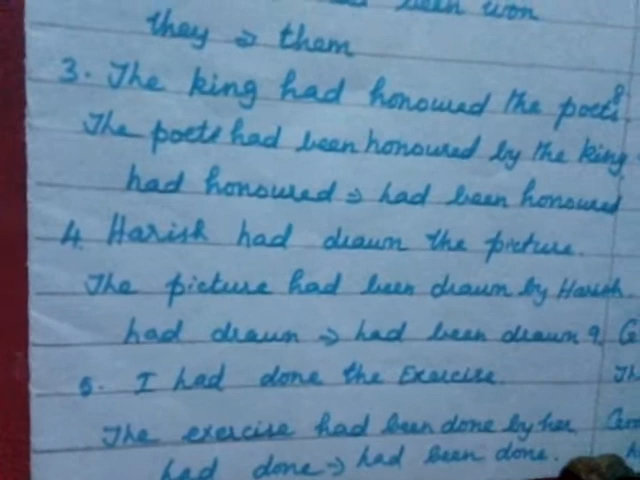 been won
they → them
3. The king had honoured the poets
The poets had been honoured by the king
had honoured → had been honoured
4. Harish had drawn the picture.
The picture had been drawn by Harish.
had drawn → had been drawn 9.
5. I had done the Exercise.
The exercise had been done by her
had done → had been done.